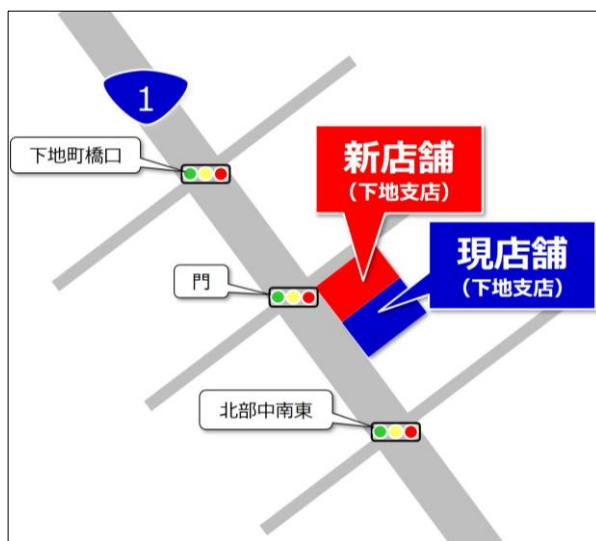 1
下地町橋口
新店舗
(下地支店)
現店舗
(下地支店)
門
北部中南東